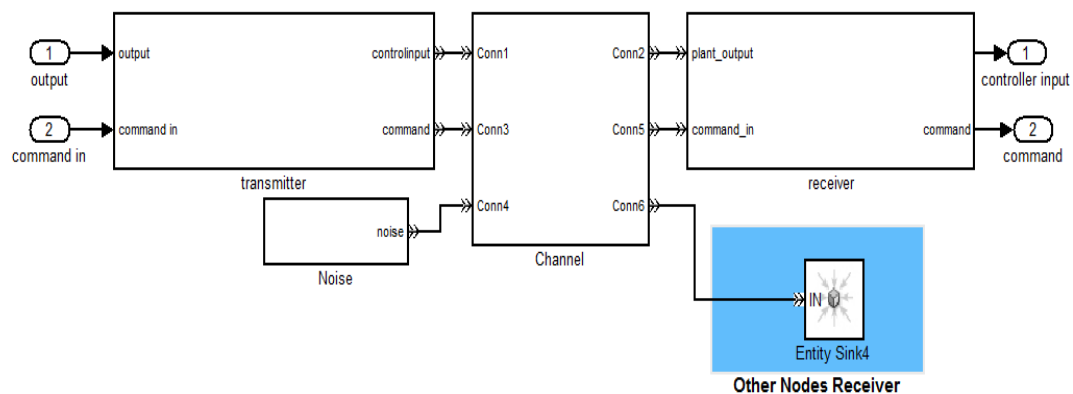 1
output
2
command in
output
controlinput
command in
command
transmitter
noise
Noise
Conn1
Conn2
Conn3
Conn5
Conn4
Conn6
Channel
plant_output
command_in
command
receiver
1
controller input
2
command
IN
Entity Sink4
Other Nodes Receiver